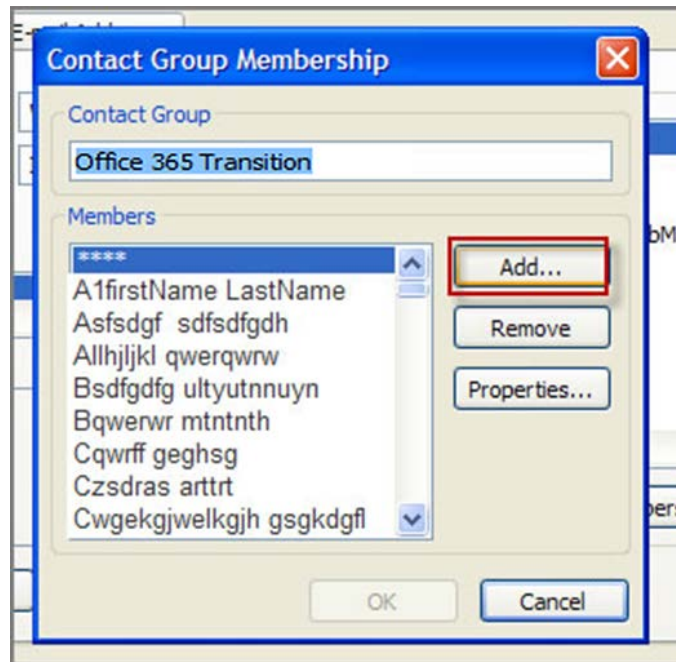 Contact Group Membership
Contact Group
Office 365 Transition
Members
****
A1firstName LastName
Asfsdgf sdfsdfgdh
Allhjljkl qwerqwrw
Bsdfgdfg ultyutnnuyn
Bqwerwr mtntnth
Cqwrff geghsg
Czsdras arttrt
Cwgekgjwelkgjh gsgkdgfl
Add...
Remove
Properties...
OK
Cancel